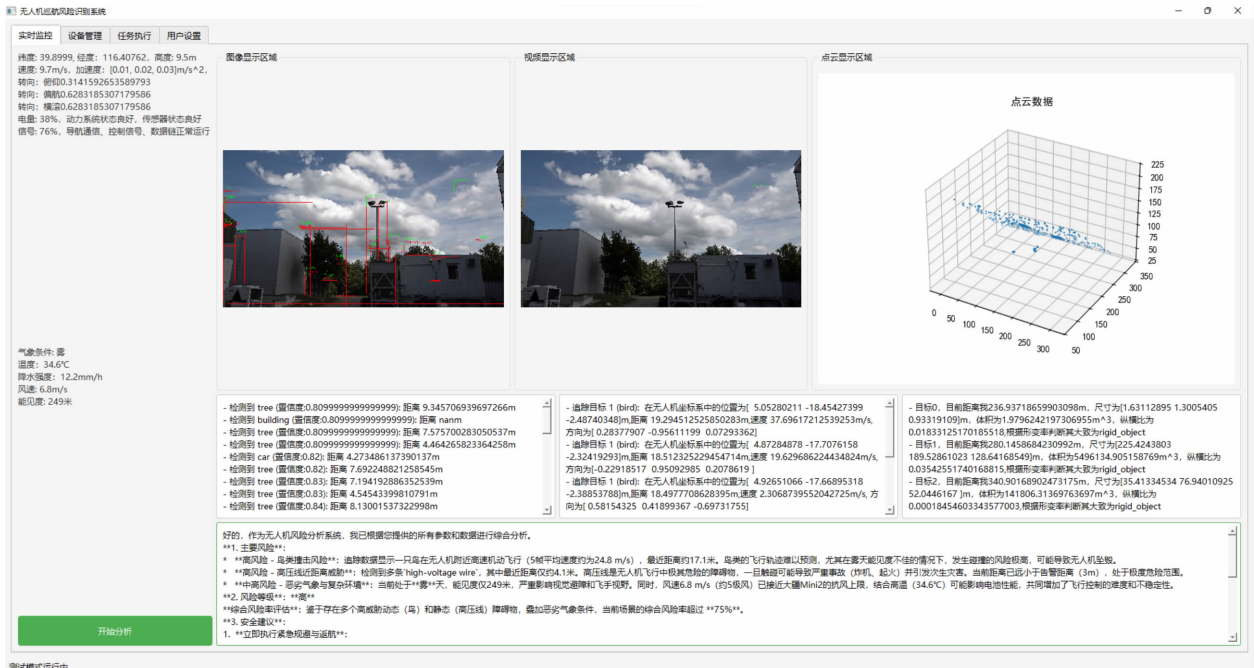 无人机巡航风险识别系统
实时监控 设备管理 任务执行 用户设置
纬度: 39.8999, 经度：116.40762，高度: 9.5m
速度: 9.7m/s，加速度：[0.01, 0.02, 0.03]m/s^2,
转向：俯仰0.3141592653589793
转向：偏航0.6283185307179586
转向：横滚0.6283185307179586
电量: 38%，动力系统状态良好，传感器状态良好
信号: 76%，导航通信、控制信号、数据链正常运行
气象条件: 雾
温度：34.6℃
降水强度：12.2mm/h
风速: 6.8m/s
能见度: 249米
开始分析
图像显示区域
视频显示区域
点云显示区域
点云数据
225
200
175
150
125
100
75
50
25
350
300
250
200
150
100
50
0 50 100 150 200 250 300
- 检测到 tree (置信度:0.8099999999999999): 距离 9.345706939697266m
- 检测到 building (置信度:0.8099999999999999): 距离 nanm
- 检测到 tree (置信度:0.8099999999999999): 距离 7.575700283050537m
- 检测到 tree (置信度:0.8099999999999999): 距离 4.464265823364258m
- 检测到 car (置信度:0.82): 距离 4.273486137390137m
- 检测到 tree (置信度:0.82): 距离 7.692248821258545m
- 检测到 tree (置信度:0.83): 距离 7.194192886352539m
- 检测到 tree (置信度:0.83): 距离 4.54543399810791m
- 检测到 tree (置信度:0.84): 距离 8.13001537322998m
- 追踪目标 1 (bird): 在无人机坐标系中的位置为[ 5.05280211 -18.45427399
-2.48740348]m,距离 19.294512525850283m,速度 37.69617212539253m/s,
方向为[ 0.28377907 -0.95611199 0.07293362]
- 追踪目标 1 (bird): 在无人机坐标系中的位置为[ 4.87284878 -17.7076158
-2.32419293]m,距离 18.512325229454714m,速度 19.629686224434824m/s,
方向为[-0.22918517 0.95092985 0.2078619 ]
- 追踪目标 1 (bird): 在无人机坐标系中的位置为[ 4.92651066 -17.66895318
-2.38853788]m,距离 18.4977708628395m,速度 2.3068739552042725m/s, 方
向为[ 0.58154325 0.41899367 -0.69731755]
- 目标0，目前距离我236.93718659903098m，尺寸为[1.63112895 1.3005405
0.93319109]m，体积为1.9796242197306955m^3，纵横比为
0.0183312517018551​8,根据形变率判断其大致为rigid_object
- 目标1，目前距离我280.1458684230992m，尺寸为[225.4243803
189.52861023 128.64168549]m，体积为5496134.905158769m^3，纵横比为
0.03542551740168815,根据形变率判断其大致为rigid_object
- 目标2，目前距离我340.90168902473175m，尺寸为[35.41334534 76.94010925
52.0446167 ]m，体积为141806.31369763697m^3，纵横比为
0.00018454603343577003,根据形变率判断其大致为rigid_object
好的，作为无人机风险分析系统，我已根据您提供的所有参数和数据进行综合分析。
**1. 主要风险**：
* **高风险 - 鸟类撞击风险**：追踪数据显示一只鸟在无人机附近高速机动飞行（5帧平均速度约为24.8 m/s），最近距离约17.1米。鸟类的飞行轨迹难以预测，尤其在雾天能见度不佳的情况下，发生碰撞的风险极高，可能导致无人机坠毁。
* **高风险 - 高压线近距离威胁**：检测到多条`high-voltage wire`，其中最近距离仅约4.1米。高压线是无人机飞行中极其危险的障碍物，一旦触碰可能导致严重事故（炸机、起火）并引发次生灾害。当前距离已远小于告警距离（3m），处于极度危险范围。
* **中高风险 - 恶劣气象与复杂环境**：当前处于**雾**天，能见度仅249米，严重影响视觉避障和飞手视野。同时，风速6.8 m/s（约5级风）已接近大疆Mini2的抗风上限，结合高温（34.6℃）可能影响电池性能，共同增加了飞行控制的难度和不稳定性。
**2. 风险等级**：**高**
**综合风险率评估**：鉴于存在多个高威胁动态（鸟）和静态（高压线）障碍物，叠加恶劣气象条件，当前场景的综合风险率超过 **75%**。
**3. 安全建议**：
1. **立即执行紧急规避与返航**：
测试模式运行中